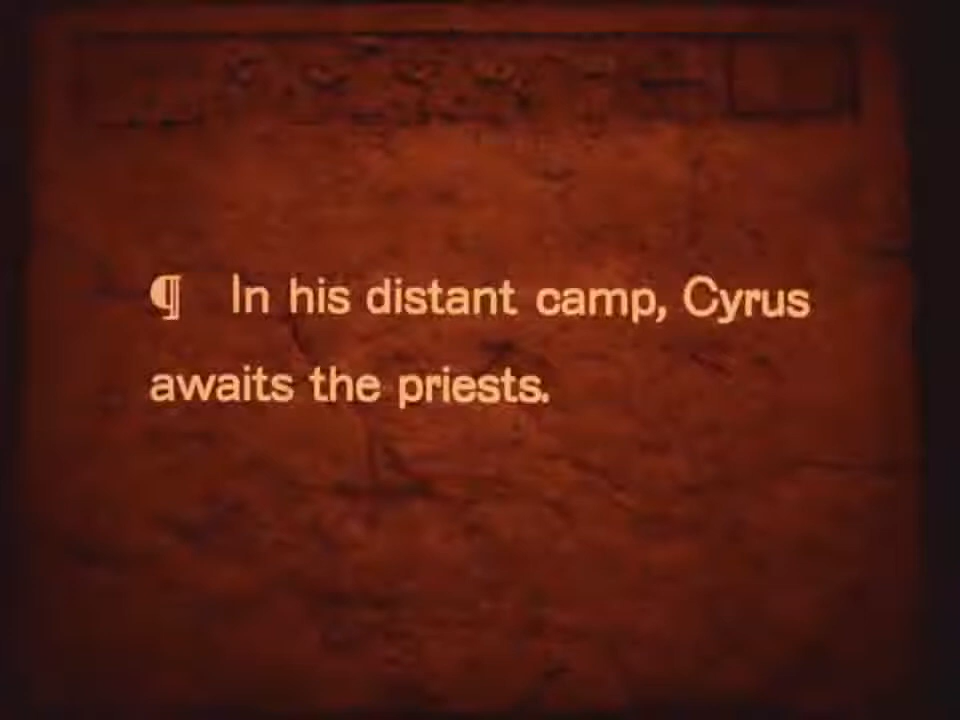 ¶ In his distant camp, Cyrus
awaits the priests.